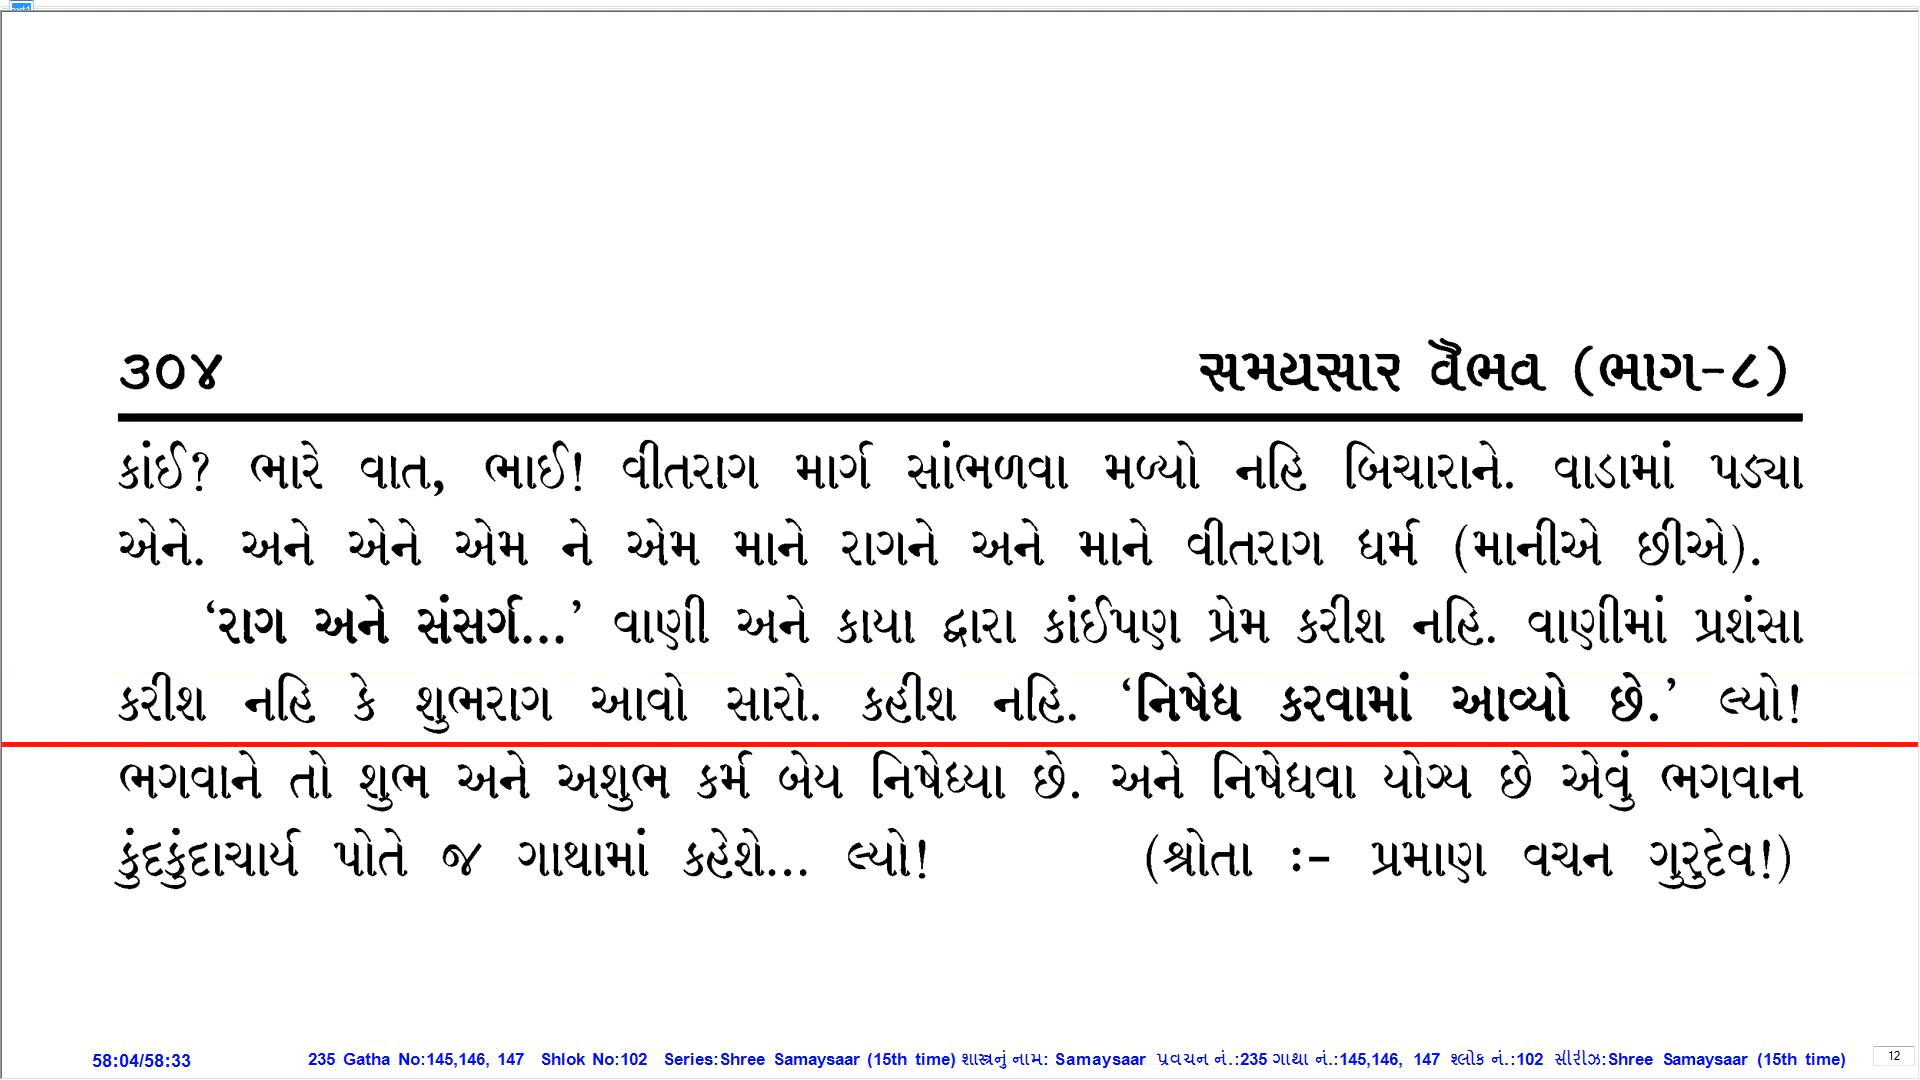 ૩૦૪ સમયસાર વૈભવ (ભાગ-૮)
કાંઈ? ભારે વાત, ભાઈ! વીતરાગ માર્ગ સાંભળવા મળ્યો નહિ બિચારાને. વાડામાં પડ્યા
એને. અને એને એમ ને એમ માને રાગને અને માને વીતરાગ ધર્મ (માનીએ છીએ).
‘રાગ અને સંસર્ગ...’ વાણી અને કાયા દ્વારા કાંઈપણ પ્રેમ કરીશ નહિ. વાણીમાં પ્રશંસા
કરીશ નહિ કે શુભરાગ આવો સારો. કહીશ નહિ. ‘નિષેધ કરવામાં આવ્યો છે.’ લ્યો!
ભગવાને તો શુભ અને અશુભ કર્મ બેય નિષેધ્યા છે. અને નિષેધવા યોગ્ય છે એવું ભગવાન
કુંદકુંદાચાર્ય પોતે જ ગાથામાં કહેશે... લ્યો! (શ્રોતા :- પ્રમાણ વચન ગુરુદેવ!)
58:04/58:33 235 Gatha No:145,146, 147 Shlok No:102 Series:Shree Samaysaar (15th time) શાસ્ત્રનું નામ: Samaysaar પ્રવચન નં.:235 ગાથા નં.:145,146, 147 શ્લોક નં.:102 સીરીઝ:Shree Samaysaar (15th time) 12